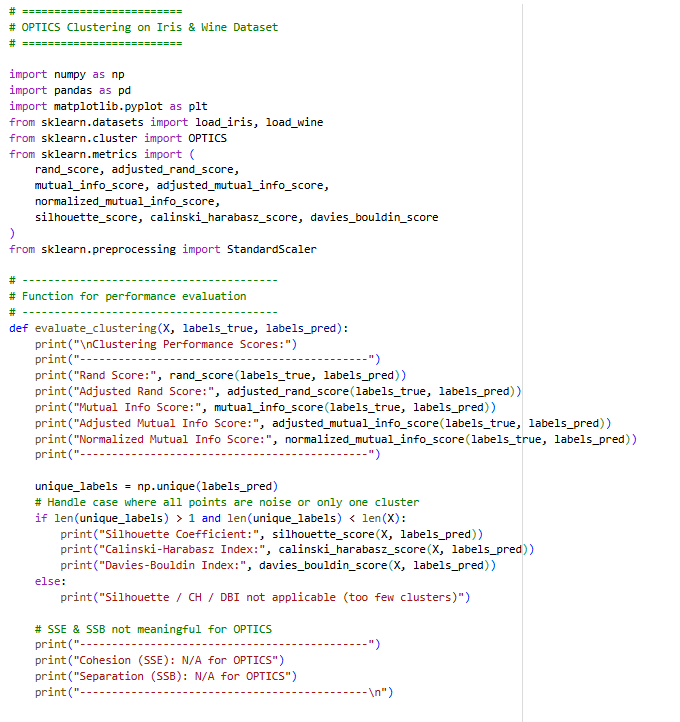 # =========================
# OPTICS Clustering on Iris & Wine Dataset
# =========================
import numpy as np
import pandas as pd
import matplotlib.pyplot as plt
from sklearn.datasets import load_iris, load_wine
from sklearn.cluster import OPTICS
from sklearn.metrics import (
    rand_score, adjusted_rand_score,
    mutual_info_score, adjusted_mutual_info_score,
    normalized_mutual_info_score,
    silhouette_score, calinski_harabasz_score, davies_bouldin_score
)
from sklearn.preprocessing import StandardScaler
# ----------------------------------------
# Function for performance evaluation
# ----------------------------------------
def evaluate_clustering(X, labels_true, labels_pred):
    print("\nClustering Performance Scores:")
    print("---------------------------------------------")
    print("Rand Score:", rand_score(labels_true, labels_pred))
    print("Adjusted Rand Score:", adjusted_rand_score(labels_true, labels_pred))
    print("Mutual Info Score:", mutual_info_score(labels_true, labels_pred))
    print("Adjusted Mutual Info Score:", adjusted_mutual_info_score(labels_true, labels_pred))
    print("Normalized Mutual Info Score:", normalized_mutual_info_score(labels_true, labels_pred))
    print("---------------------------------------------")
    unique_labels = np.unique(labels_pred)
    # Handle case where all points are noise or only one cluster
    if len(unique_labels) > 1 and len(unique_labels) < len(X):
        print("Silhouette Coefficient:", silhouette_score(X, labels_pred))
        print("Calinski-Harabasz Index:", calinski_harabasz_score(X, labels_pred))
        print("Davies-Bouldin Index:", davies_bouldin_score(X, labels_pred))
    else:
        print("Silhouette / CH / DBI not applicable (too few clusters)")
    # SSE & SSB not meaningful for OPTICS
    print("---------------------------------------------")
    print("Cohesion (SSE): N/A for OPTICS")
    print("Separation (SSB): N/A for OPTICS")
    print("---------------------------------------------\n")